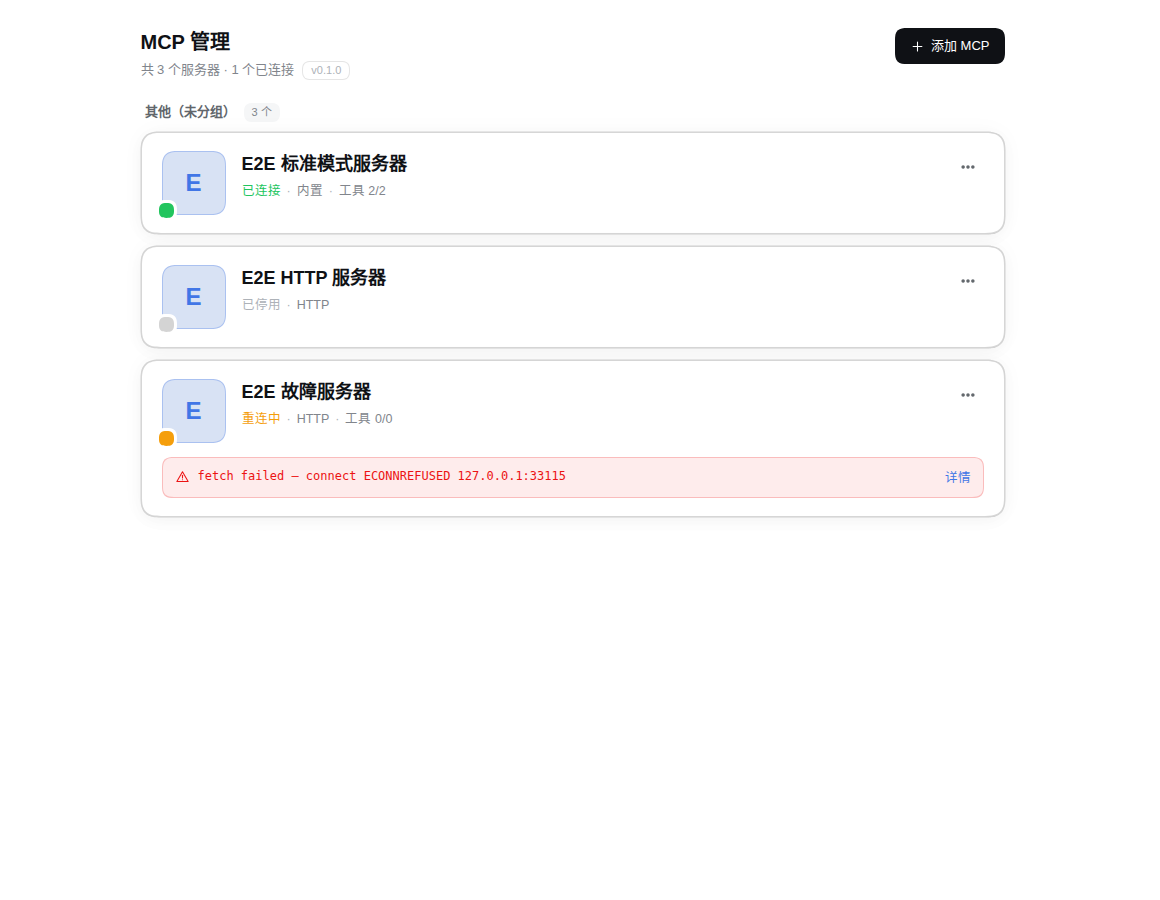 MCP 管理
添加 MCP
共 3 个服务器 · 1 个已连接 v0.1.0
其他（未分组） 3 个
E
E2E 标准模式服务器
已连接 · 内置 · 工具 2/2
E
E2E HTTP 服务器
已停用 · HTTP
E
E2E 故障服务器
重连中 · HTTP · 工具 0/0
fetch failed — connect ECONNREFUSED 127.0.0.1:33115 详情